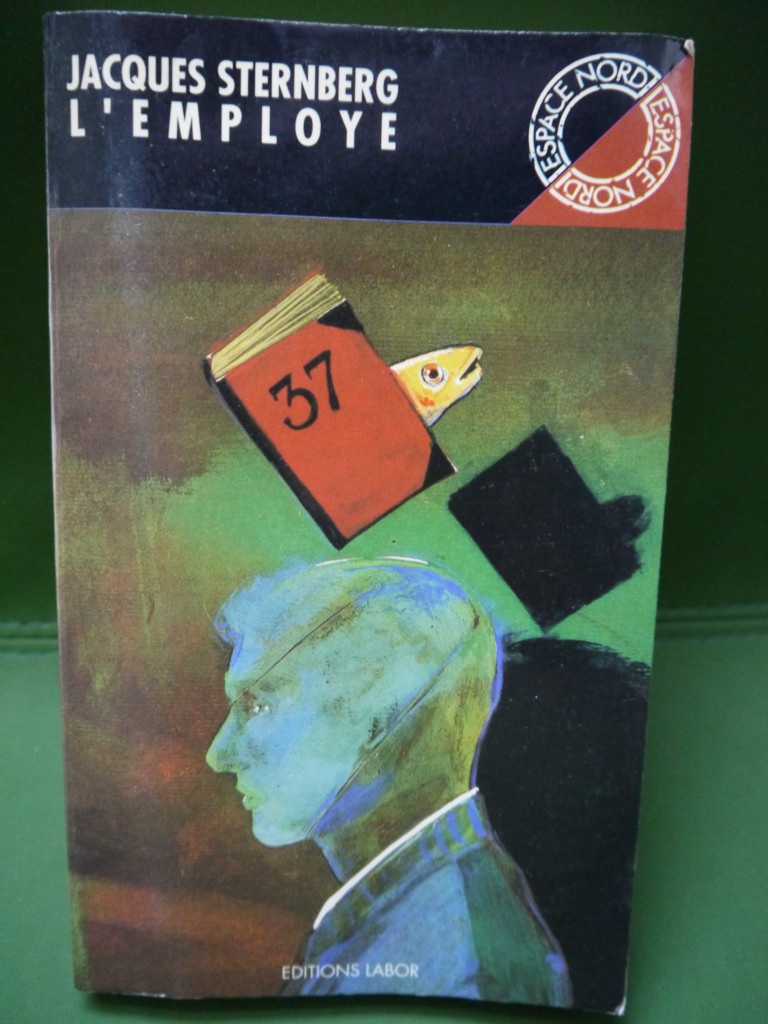 JACQUES STERNBERG
L'EMPLOYE
ESPACE NORD
ESPACE NORD
37
EDITIONS LABOR